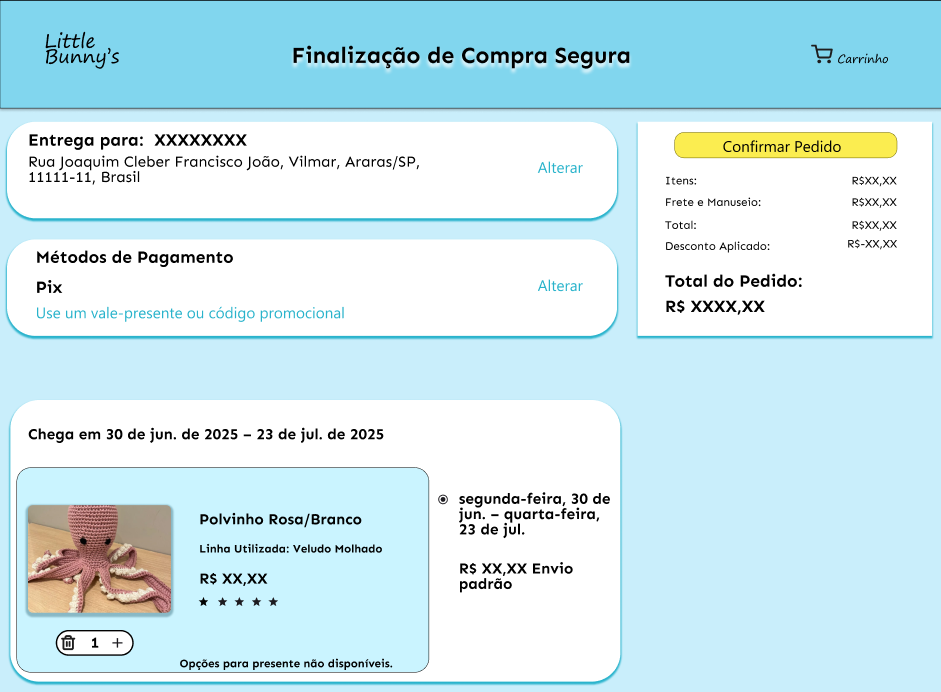 Little
Bunny's
Finalização de Compra Segura
Carrinho
Entrega para: XXXXXXXX
Rua Joaquim Cleber Francisco João, Vilmar, Araras/SP,
11111-11, Brasil
Alterar
Métodos de Pagamento
Pix
Alterar
Use um vale-presente ou código promocional
Confirmar Pedido
Itens: R$XX,XX
Frete e Manuseio: R$XX,XX
Total: R$XX,XX
Desconto Aplicado: R$-XX,XX
Total do Pedido:
R$ XXXX,XX
Chega em 30 de jun. de 2025 – 23 de jul. de 2025
Polvinho Rosa/Branco
Linha Utilizada: Veludo Molhado
R$ XX,XX
1
Opções para presente não disponíveis.
segunda-feira, 30 de
jun. – quarta-feira,
23 de jul.
R$ XX,XX Envio
padrão